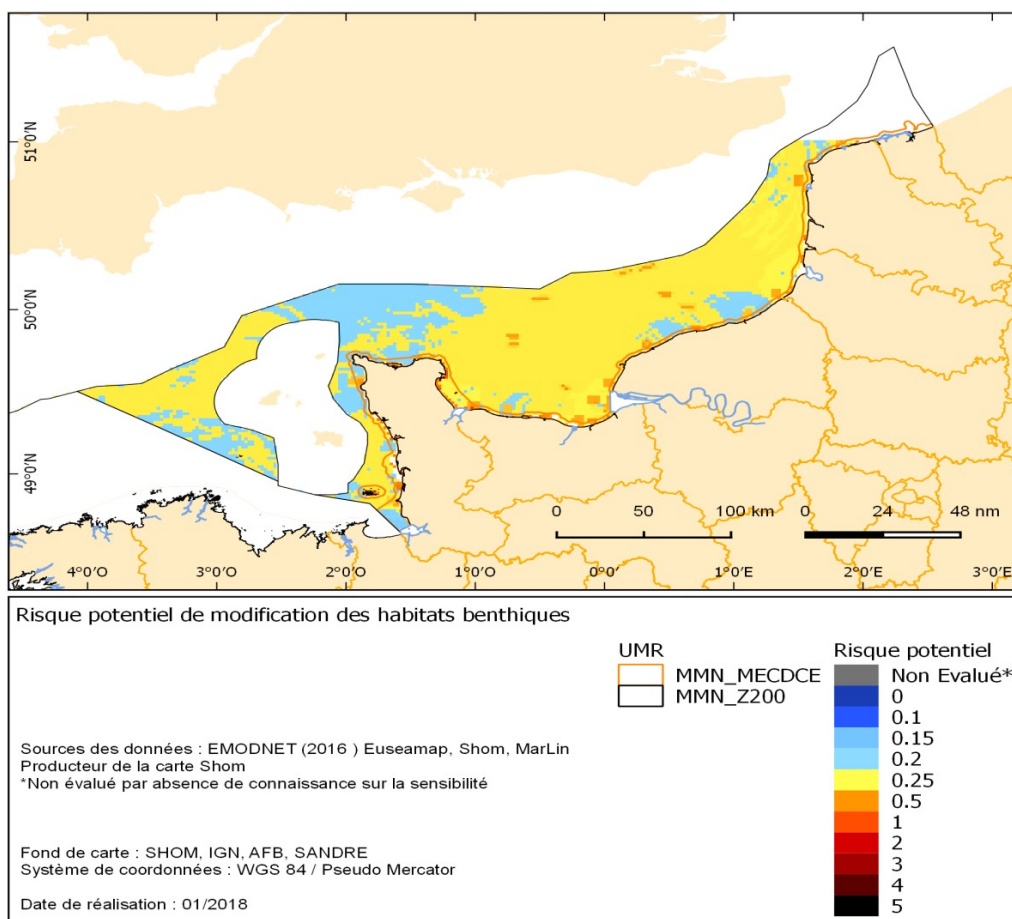 51°0'N
50°0'N
49°0'N
0 50 100 km
0 24 48 nm
4°0'O 3°0'O 2°0'O 1°0'O 0°0' 1°0'E 2°0'E 3°0'E
Risque potentiel de modification des habitats benthiques
UMR
MMN_MECDCE
MMN_Z200
Risque potentiel
Non Evalué*
0
0.1
0.15
0.2
0.25
0.5
1
2
3
4
5
Sources des données : EMODNET (2016 ) Euseamap, Shom, MarLin
Producteur de la carte Shom
*Non évalué par absence de connaissance sur la sensibilité
Fond de carte : SHOM, IGN, AFB, SANDRE
Système de coordonnées : WGS 84 / Pseudo Mercator
Date de réalisation : 01/2018